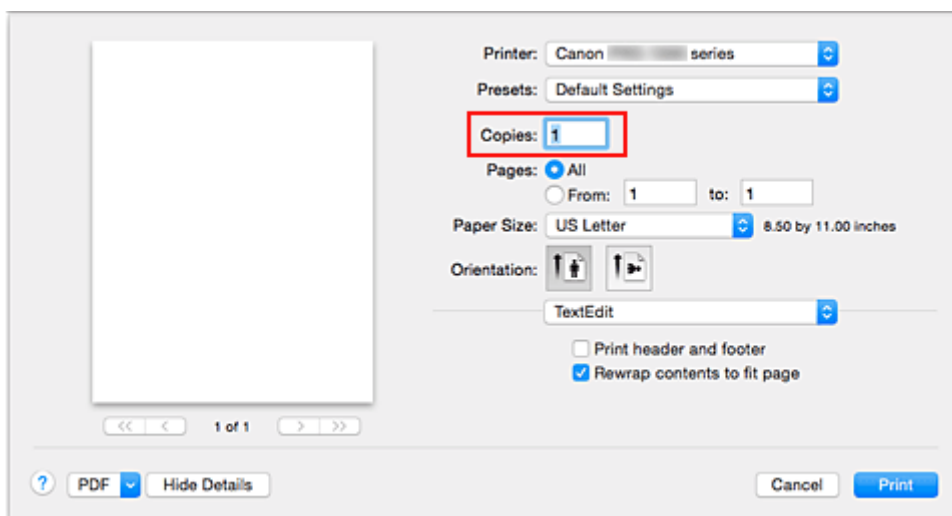 Printer: Canon series
Presets: Default Settings
Copies: 1
Pages: All
From: 1 to: 1
Paper Size: US Letter 8.50 by 11.00 inches
Orientation:
TextEdit
Print header and footer
Rewrap contents to fit page
<< < 1 of 1 > >>
? PDF Hide Details Cancel Print